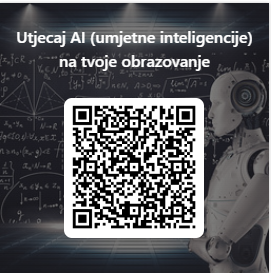 Utjecaj AI (umjetne inteligencije)
na tvoje obrazovanje